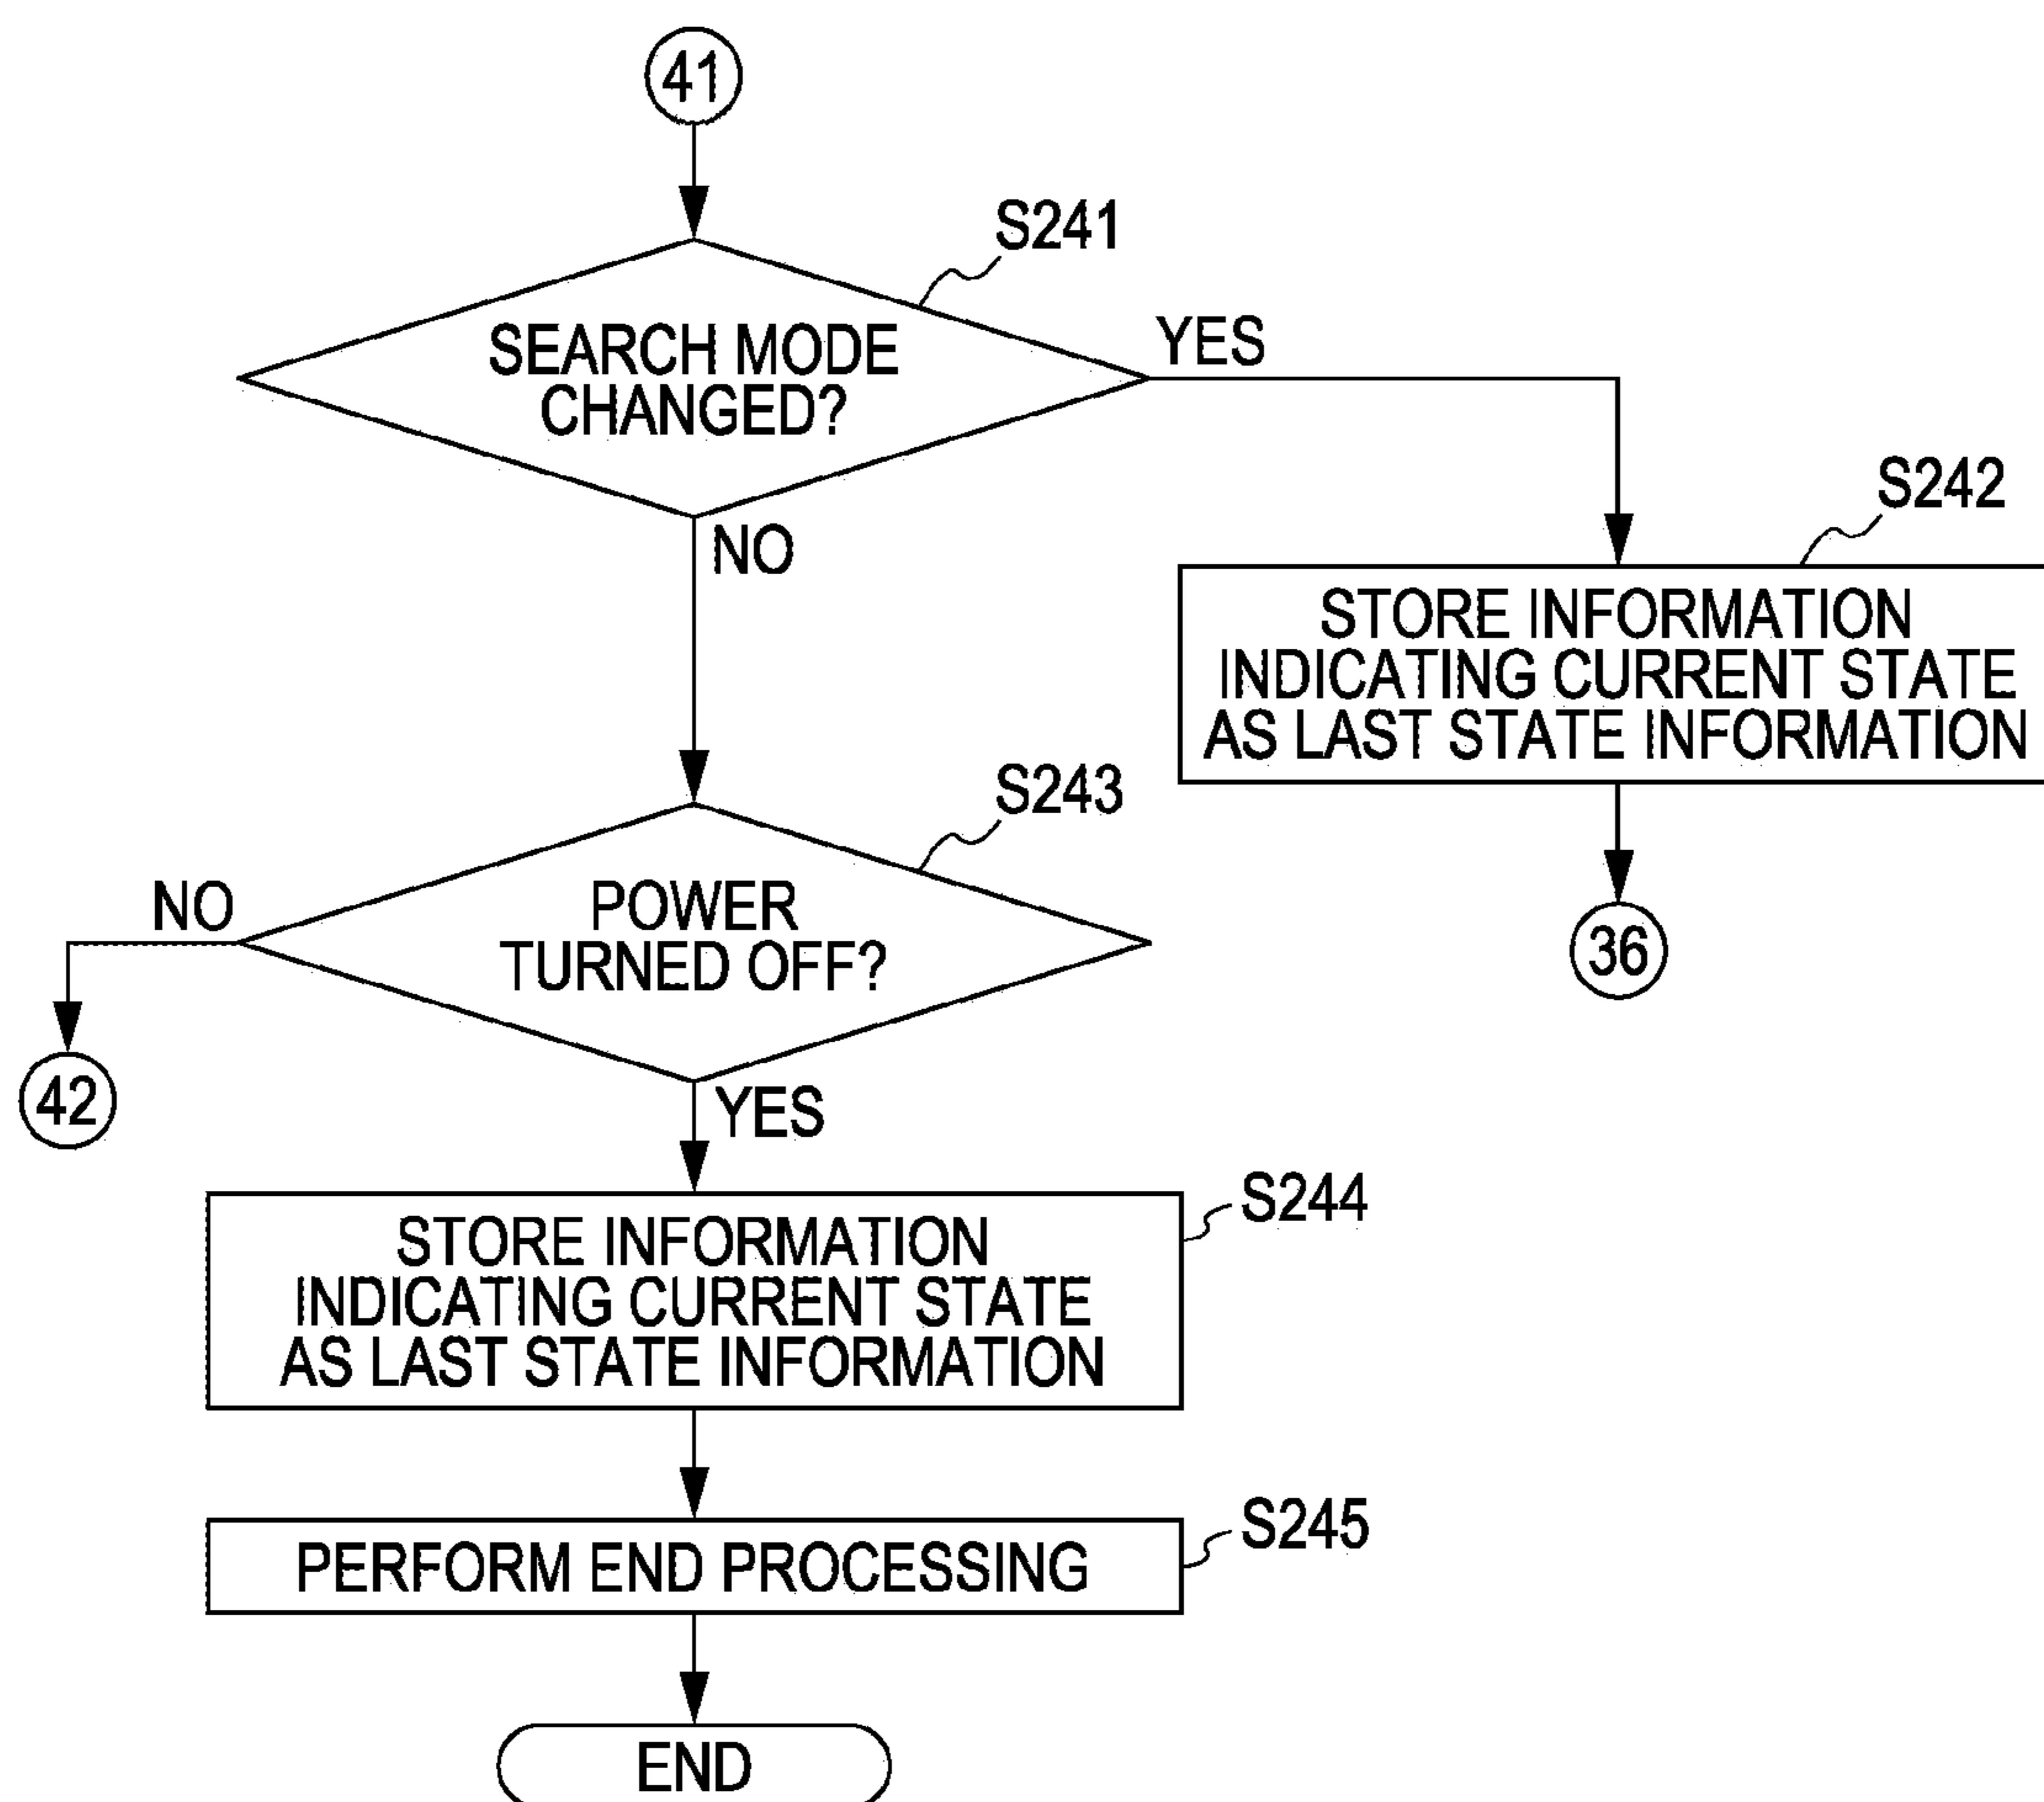 41
S241
SEARCH MODE
CHANGED?
YES
NO
S242
STORE INFORMATION
INDICATING CURRENT STATE
AS LAST STATE INFORMATION
36
S243
POWER
TURNED OFF?
NO
42
YES
S244
STORE INFORMATION
INDICATING CURRENT STATE
AS LAST STATE INFORMATION
S245
PERFORM END PROCESSING
END